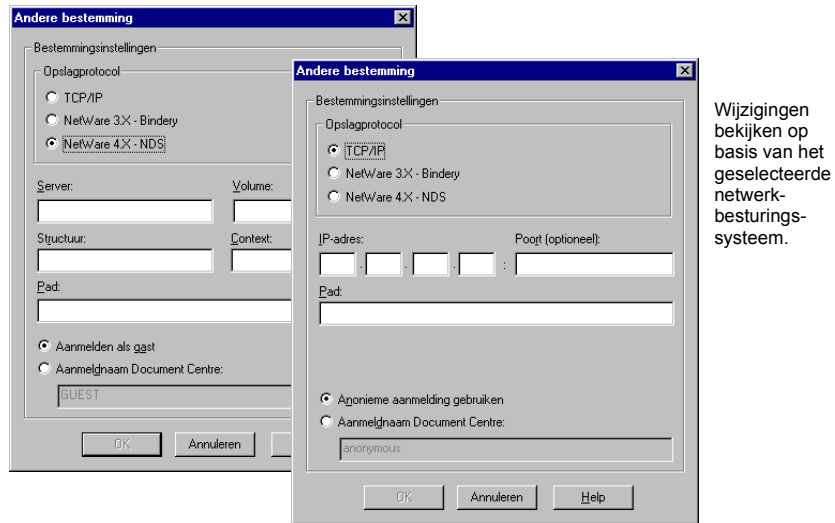 Andere bestemming
Bestemmingsinstellingen
Opslagprotocol
TCP/IP
NetWare 3.X - Bindery
NetWare 4.X - NDS
Server:
Volume:
Structuur:
Context:
Pad:
Aanmelden als gast
Aanmeldnaam Document Centre:
GUEST
OK
Annuleren
Andere bestemming
Bestemmingsinstellingen
Opslagprotocol
TCP/IP
NetWare 3.X - Bindery
NetWare 4.X - NDS
IP-adres:
Poort (optioneel):
. . . :
Pad:
Anonieme aanmelding gebruiken
Aanmeldnaam Document Centre:
anonymous
OK
Annuleren
Help
Wijzigingen
bekijken op
basis van het
geselecteerde
netwerk-
besturings-
systeem.